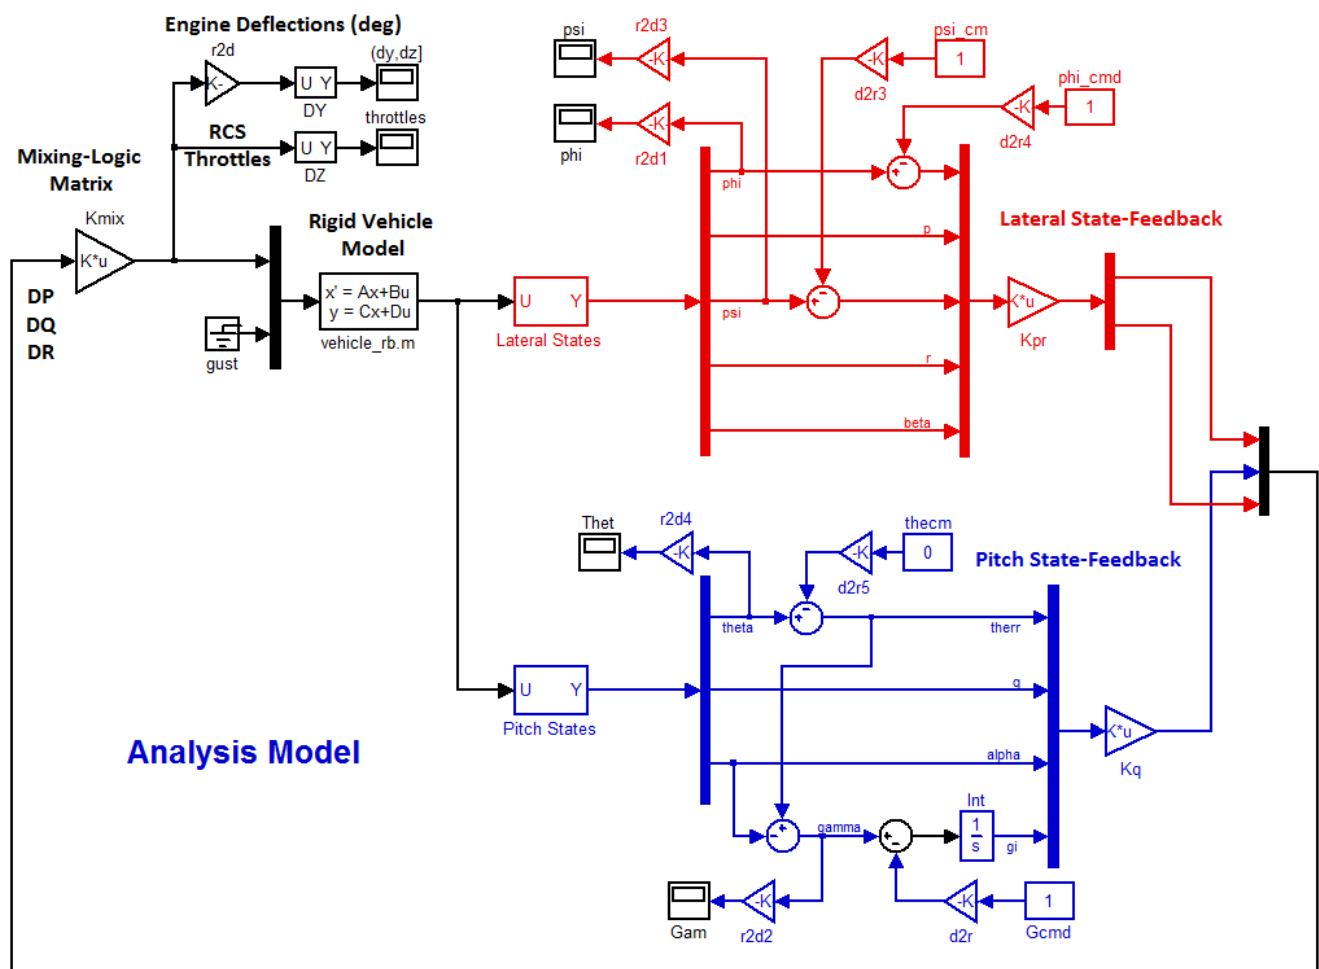 Engine Deflections (deg)
r2d
K-
U Y
DY
(dy,dz]
throttles
RCS
Throttles
U Y
DZ
Mixing-Logic
Matrix
Kmix
K*u
DP
DQ
DR
Rigid Vehicle
Model
x' = Ax+Bu
y = Cx+Du
vehicle_rb.m
gust
psi
r2d3
-K
phi
-K
r2d1
psi_cm
-K
1
d2r3
phi_cmd
-K
1
d2r4
U Y
Lateral States
phi
+
-
p
psi
+
-
r
beta
Lateral State-Feedback
K*u
Kpr
Thet
r2d4
-K
thecm
-K
0
d2r5
Pitch State-Feedback
theta
+
-
therr
U Y
Pitch States
q
alpha
K*u
Kq
Analysis Model
-
+
gamma
+
-
Int
1
s
gi
Gam
-K
r2d2
-K
d2r
1
Gcmd